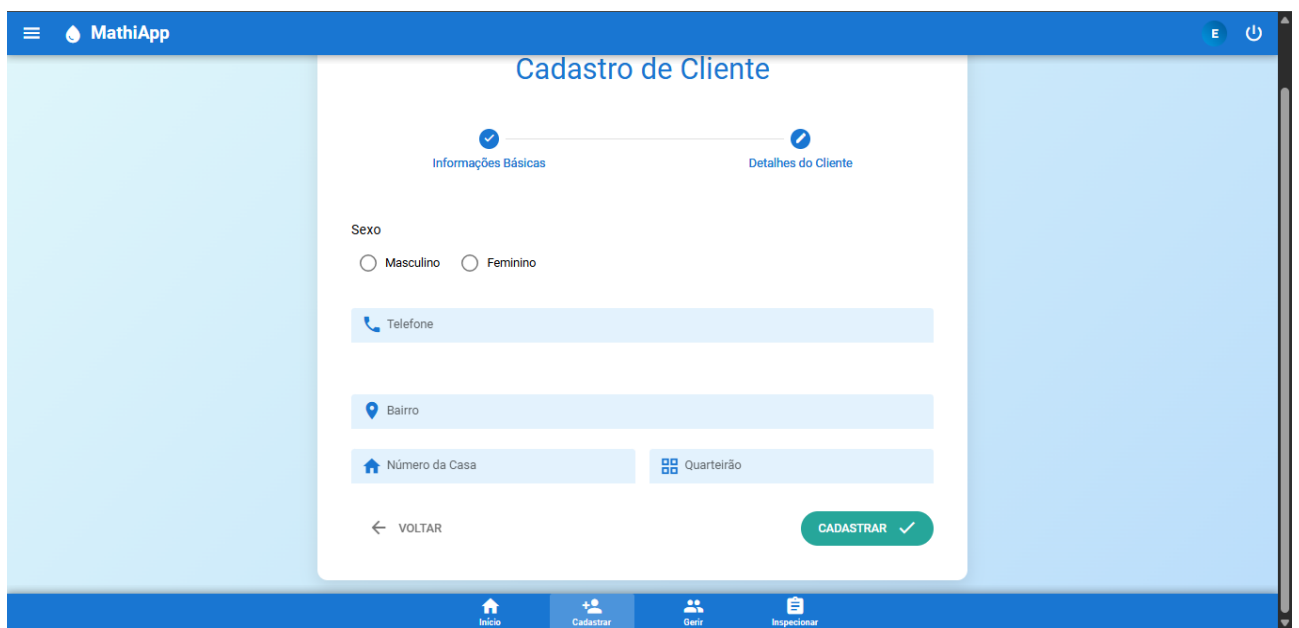 MathiApp
E
Cadastro de Cliente
Informações Básicas
Detalhes do Cliente
Sexo
Masculino
Feminino
Telefone
Bairro
Número da Casa
Quarteirão
VOLTAR
CADASTRAR
Início
Cadastrar
Gerir
Inspecionar